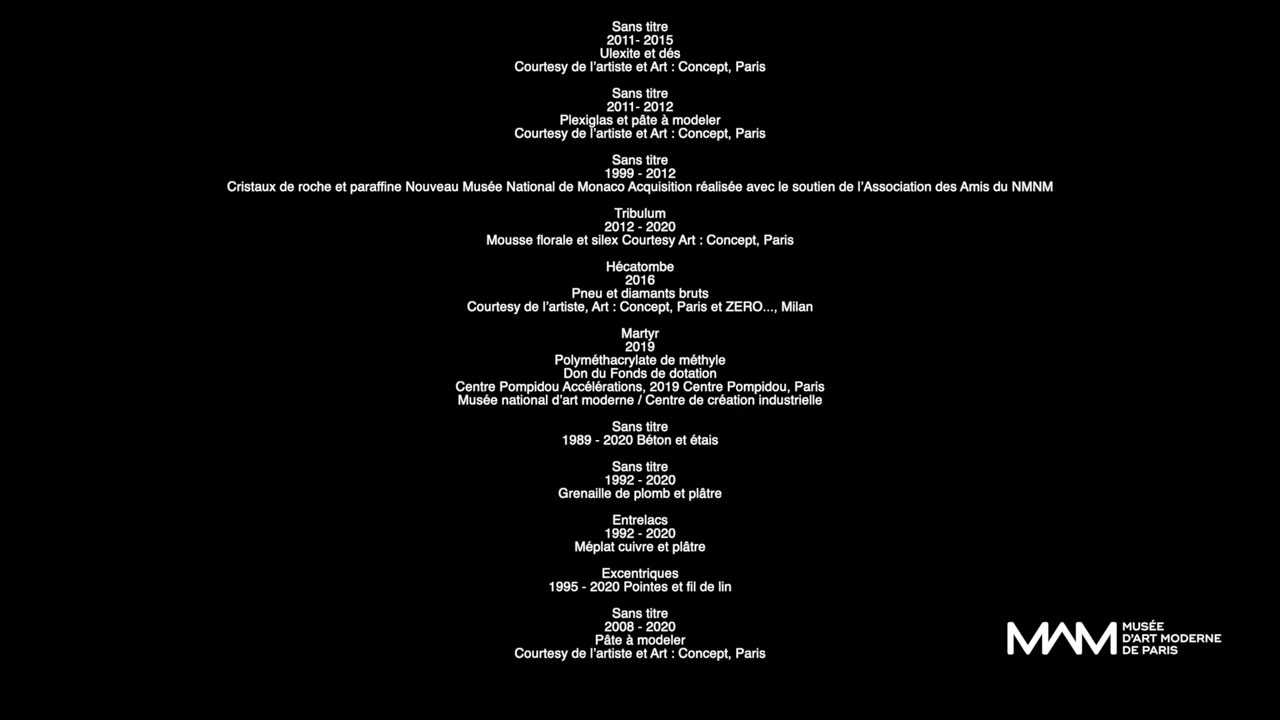 Sans titre
2011- 2015
Ulexite et dés
Courtesy de l'artiste et Art : Concept, Paris
Sans titre
2011- 2012
Plexiglas et pâte à modeler
Courtesy de l'artiste et Art : Concept, Paris
Sans titre
1999 - 2012
Cristaux de roche et paraffine Nouveau Musée National de Monaco Acquisition réalisée avec le soutien de l'Association des Amis du NMNM
Tribulum
2012 - 2020
Mousse florale et silex Courtesy Art : Concept, Paris
Hécatombe
2016
Pneu et diamants bruts
Courtesy de l'artiste, Art : Concept, Paris et ZERO..., Milan
Martyr
2019
Polyméthacrylate de méthyle
Don du Fonds de dotation
Centre Pompidou Accélérations, 2019 Centre Pompidou, Paris
Musée national d'art moderne / Centre de création industrielle
Sans titre
1989 - 2020 Béton et étais
Sans titre
1992 - 2020
Grenaille de plomb et plâtre
Entrelacs
1992 - 2020
Méplat cuivre et plâtre
Excentriques
1995 - 2020 Pointes et fil de lin
Sans titre
2008 - 2020
Pâte à modeler
Courtesy de l'artiste et Art : Concept, Paris
MAM
MUSÉE
D'ART MODERNE
DE PARIS